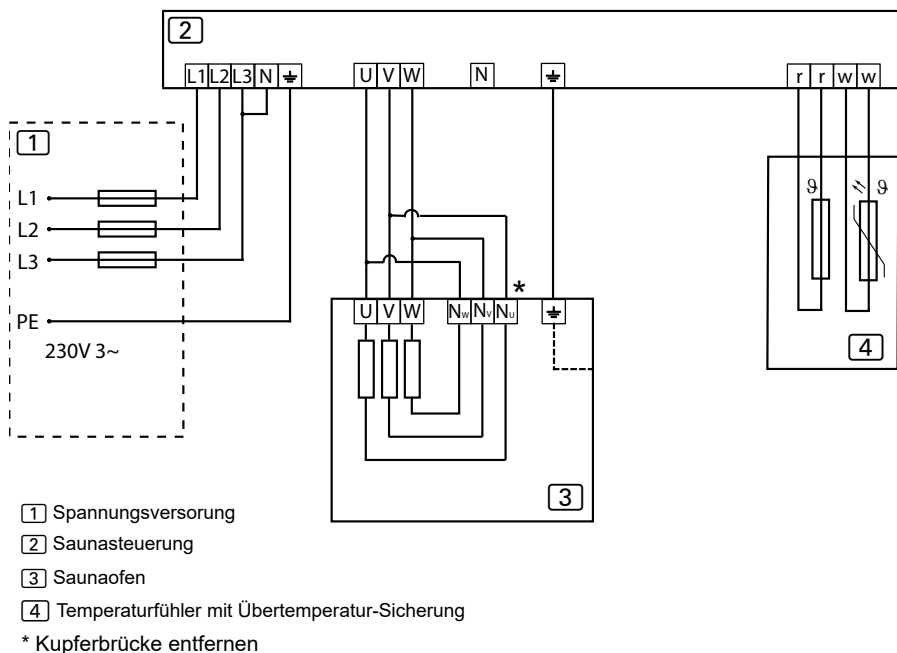 2
L1 L2 L3 N ⏚ U V W N ⏚ r r w w
1
L1
L2
L3
PE
230V 3~
ϑ ϑ
4
*
U V W Nw Nv Nu ⏚
3
1 Spannungsversorung
2 Saunasteuerung
3 Saunaofen
4 Temperaturfühler mit Übertemperatur-Sicherung
* Kupferbrücke entfernen